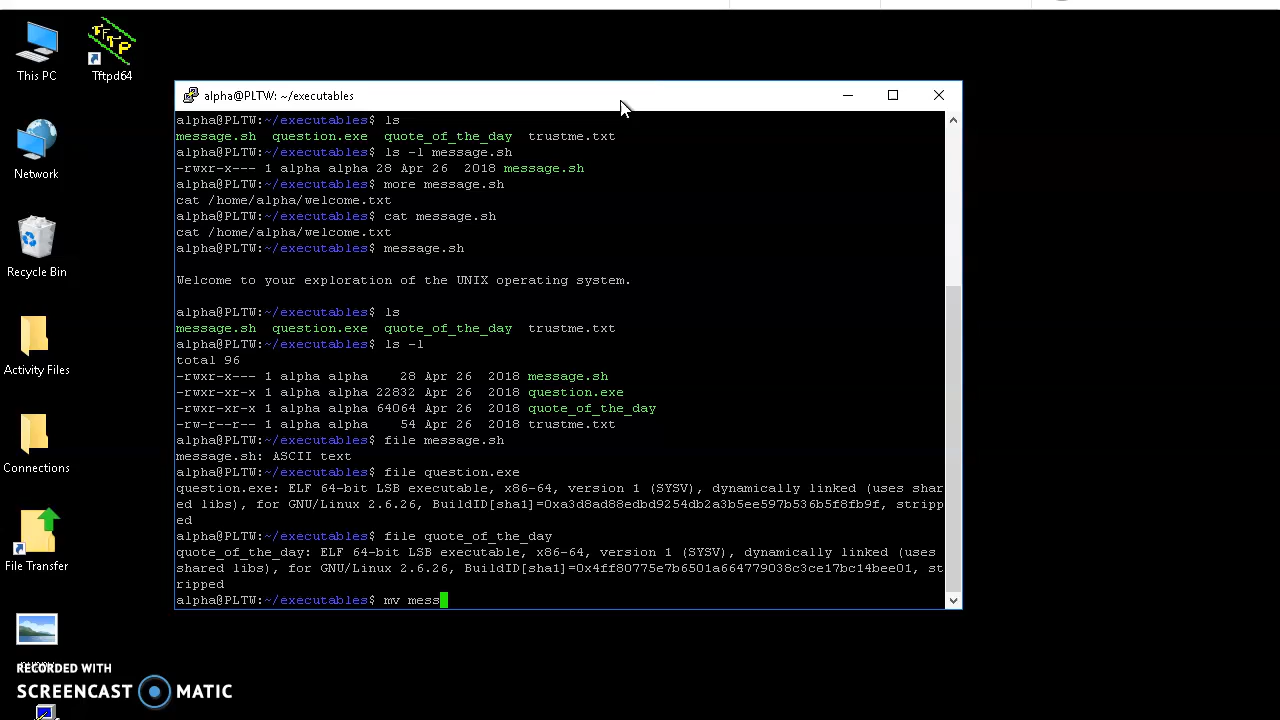 This PC
Tftpd64
Network
Recycle Bin
Activity Files
Connections
File Transfer
alpha@PLTW: ~/executables
alpha@PLTW:~/executables$ ls
message.sh  question.exe  quote_of_the_day  trustme.txt
alpha@PLTW:~/executables$ ls -l message.sh
-rwxr-x--- 1 alpha alpha 28 Apr 26  2018 message.sh
alpha@PLTW:~/executables$ more message.sh
cat /home/alpha/welcome.txt
alpha@PLTW:~/executables$ cat message.sh
cat /home/alpha/welcome.txt
alpha@PLTW:~/executables$ message.sh
Welcome to your exploration of the UNIX operating system.
alpha@PLTW:~/executables$ ls
message.sh  question.exe  quote_of_the_day  trustme.txt
alpha@PLTW:~/executables$ ls -l
total 96
-rwxr-x--- 1 alpha alpha    28 Apr 26  2018 message.sh
-rwxr-xr-x 1 alpha alpha 22832 Apr 26  2018 question.exe
-rwxr-xr-x 1 alpha alpha 64064 Apr 26  2018 quote_of_the_day
-rw-r--r-- 1 alpha alpha    54 Apr 26  2018 trustme.txt
alpha@PLTW:~/executables$ file message.sh
message.sh: ASCII text
alpha@PLTW:~/executables$ file question.exe
question.exe: ELF 64-bit LSB executable, x86-64, version 1 (SYSV), dynamically linked (uses shar
ed libs), for GNU/Linux 2.6.26, BuildID[sha1]=0xa3d8ad88edbd9254db2a3b5ee597b536b5f8fb9f, stripp
ed
alpha@PLTW:~/executables$ file quote_of_the_day
quote_of_the_day: ELF 64-bit LSB executable, x86-64, version 1 (SYSV), dynamically linked (uses
shared libs), for GNU/Linux 2.6.26, BuildID[sha1]=0x4ff80775e7b6501a664779038c3ce17bc14bee01, st
ripped
alpha@PLTW:~/executables$ mv mess
RECORDED WITH
SCREENCAST MATIC